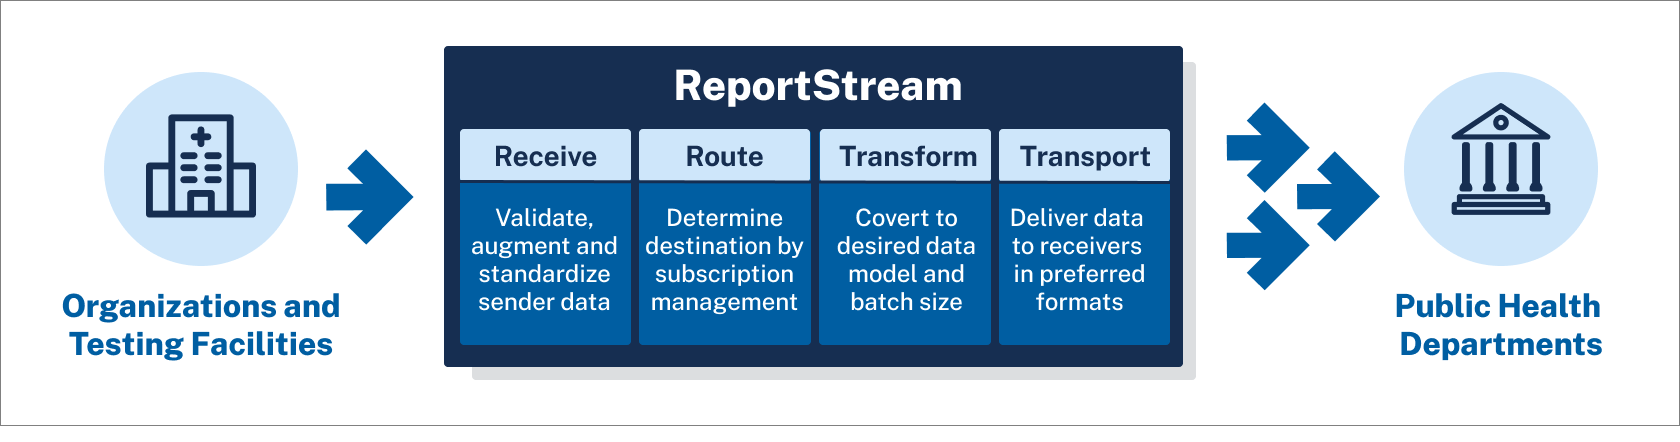 ReportStream
Receive
Validate,
augment and
standardize
sender data
Route
Determine
destination by
subscription
management
Transform
Covert to
desired data
model and
batch size
Transport
Deliver data
to receivers
in preferred
formats
Organizations and
Testing Facilities
Public Health
Departments